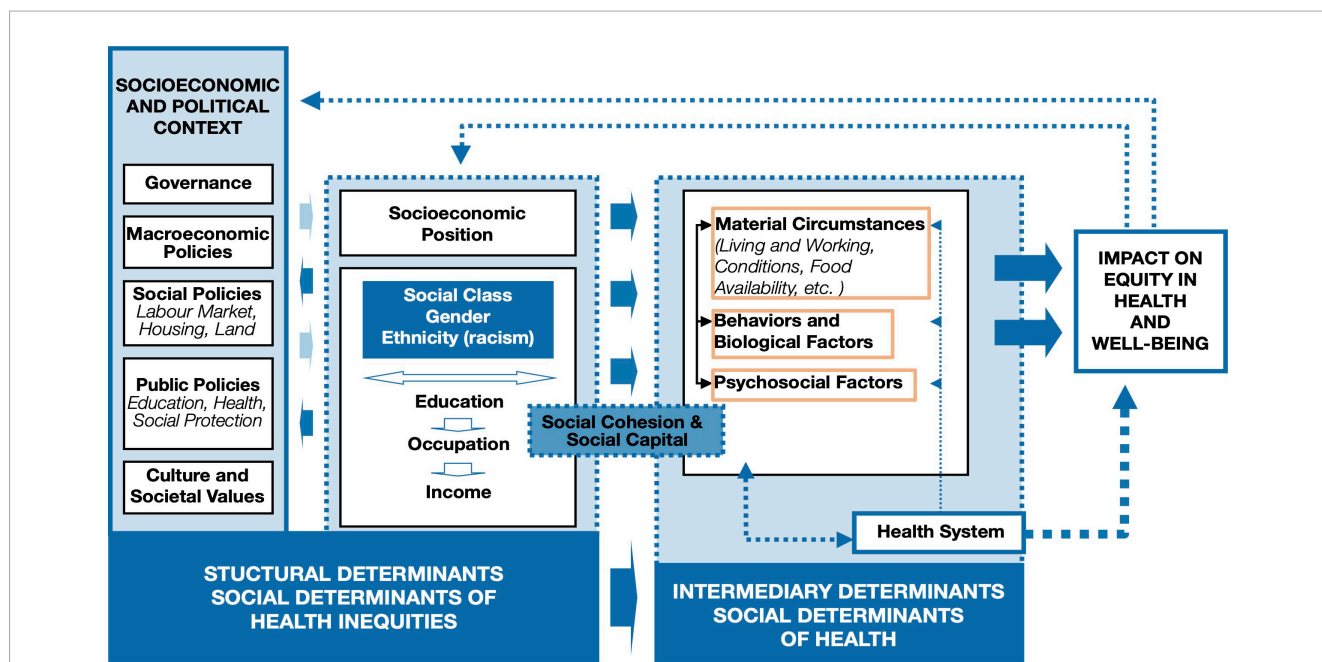 SOCIOECONOMIC
AND POLITICAL
CONTEXT
Governance
Macroeconomic
Policies
Social Policies
Labour Market,
Housing, Land
Public Policies
Education, Health,
Social Protection
Culture and
Societal Values
Socioeconomic
Position
Social Class
Gender
Ethnicity (racism)
Education
Occupation
Income
Social Cohesion &
Social Capital
Material Circumstances
(Living and Working,
Conditions, Food
Availability, etc. )
Behaviors and
Biological Factors
Psychosocial Factors
Health System
IMPACT ON
EQUITY IN
HEALTH
AND
WELL-BEING
STUCTURAL DETERMINANTS
SOCIAL DETERMINANTS OF
HEALTH INEQUITIES
INTERMEDIARY DETERMINANTS
SOCIAL DETERMINANTS
OF HEALTH